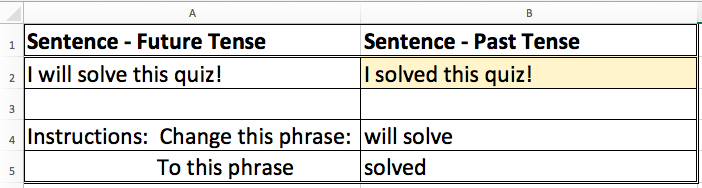 A B
1 Sentence - Future Tense Sentence - Past Tense
2 I will solve this quiz! I solved this quiz!
3
4 Instructions: Change this phrase: will solve
5 To this phrase solved